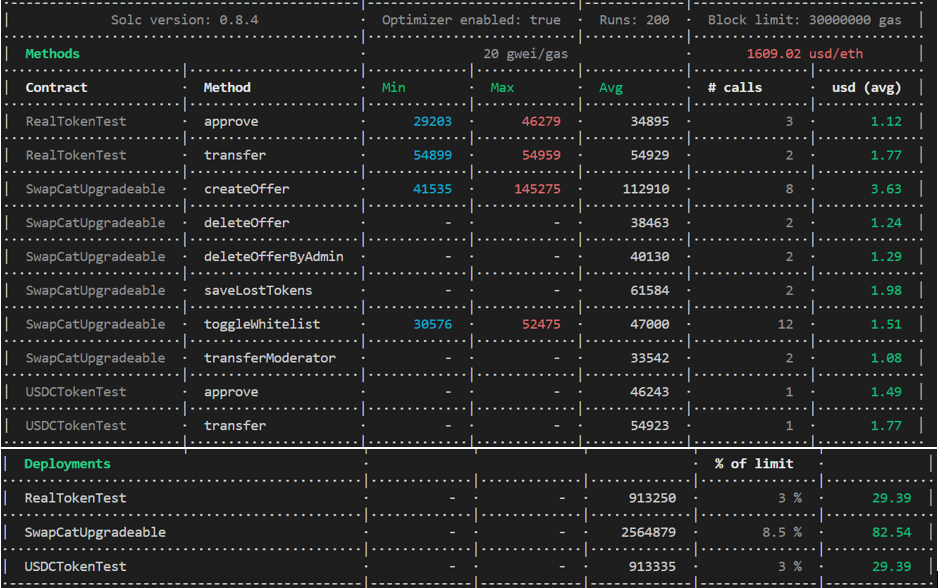 Solc version: 0.8.4 Optimizer enabled: true Runs: 200 Block limit: 30000000 gas
Methods 20 gwei/gas 1609.02 usd/eth
Contract Method Min Max Avg # calls usd (avg)
RealTokenTest approve 29203 46279 34895 3 1.12
RealTokenTest transfer 54899 54959 54929 2 1.77
SwapCatUpgradeable createOffer 41535 145275 112910 8 3.63
SwapCatUpgradeable deleteOffer - - 38463 2 1.24
SwapCatUpgradeable deleteOfferByAdmin - - 40130 2 1.29
SwapCatUpgradeable saveLostTokens - - 61584 2 1.98
SwapCatUpgradeable toggleWhitelist 30576 52475 47000 12 1.51
SwapCatUpgradeable transferModerator - - 33542 2 1.08
USDCTokenTest approve - - 46243 1 1.49
USDCTokenTest transfer - - 54923 1 1.77
Deployments % of limit
RealTokenTest - - 913250 3 % 29.39
SwapCatUpgradeable - - 2564879 8.5 % 82.54
USDCTokenTest - - 913335 3 % 29.39